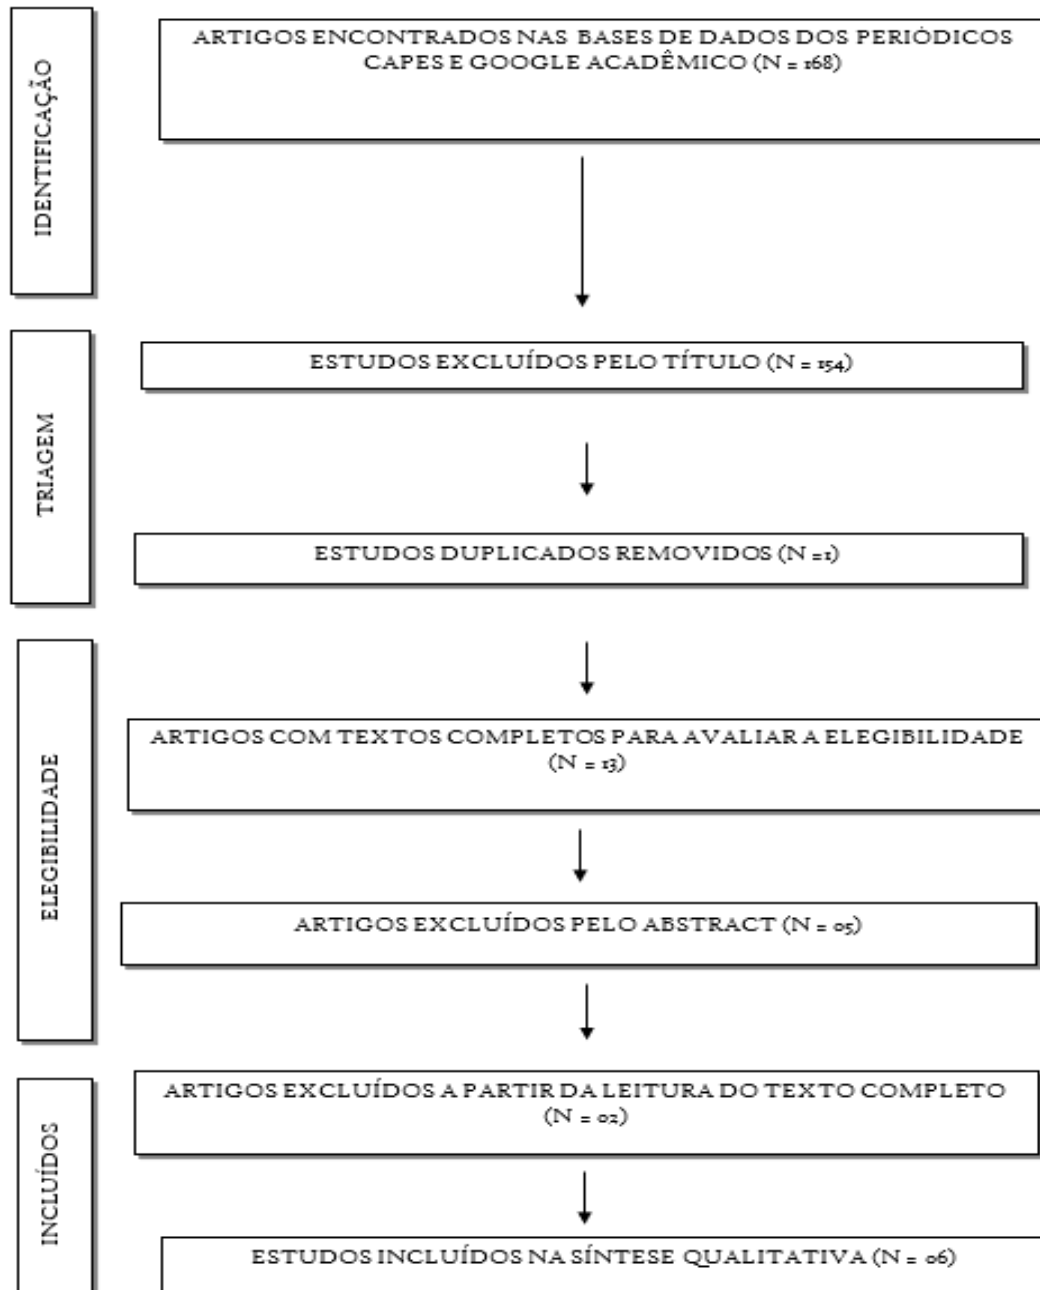 IDENTIFICAÇÃO
ARTIGOS ENCONTRADOS NAS BASES DE DADOS DOS PERIÓDICOS
CAPES E GOOGLE ACADÊMICO (N = 168)
TRIAGEM
ESTUDOS EXCLUÍDOS PELO TÍTULO (N = 154)
ESTUDOS DUPLICADOS REMOVIDOS (N =1)
ELEGIBILIDADE
ARTIGOS COM TEXTOS COMPLETOS PARA AVALIAR A ELEGIBILIDADE
(N = 13)
ARTIGOS EXCLUÍDOS PELO ABSTRACT (N = 05)
INCLUÍDOS
ARTIGOS EXCLUÍDOS A PARTIR DA LEITURA DO TEXTO COMPLETO
(N = 02)
ESTUDOS INCLUÍDOS NA SÍNTESE QUALITATIVA (N = 06)